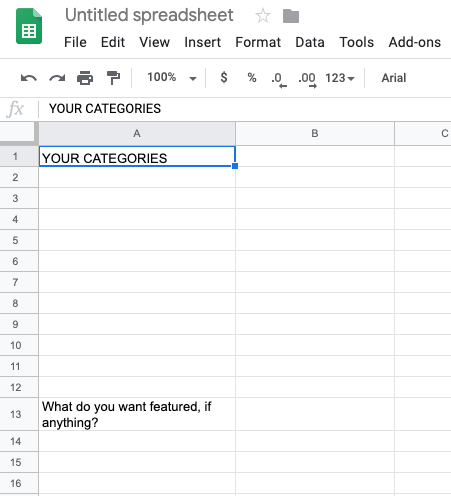 Untitled spreadsheet
File Edit View Insert Format Data Tools Add-ons
100% $ % .0 .00 123 Arial
fx YOUR CATEGORIES
A B C
1 YOUR CATEGORIES
2
3
4
5
6
7
8
9
10
11
12
13 What do you want featured, if
anything?
14
15
16